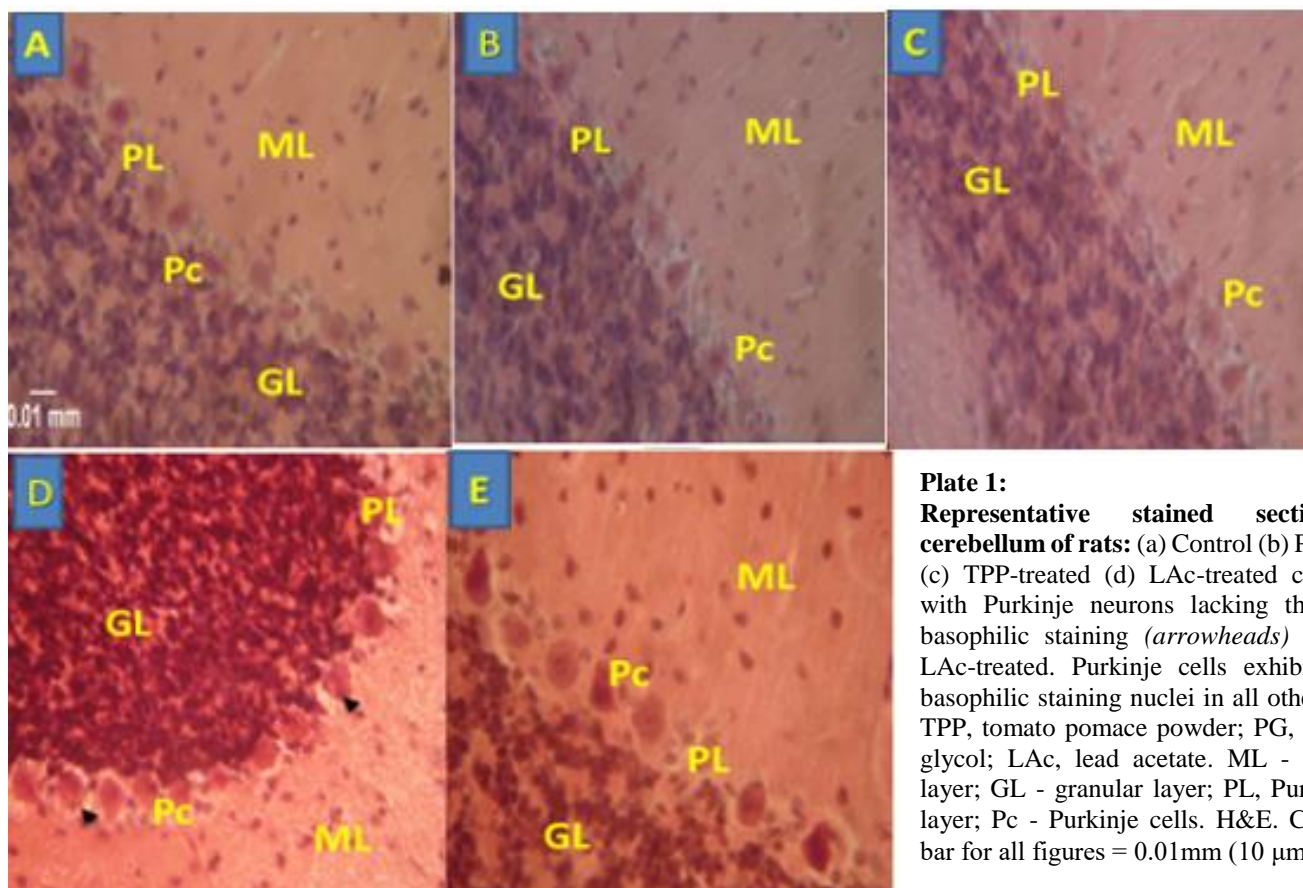 A
PL
ML
Pc
GL
0.01 mm
B
PL
ML
GL
Pc
C
PL
ML
GL
Pc
D
PL
GL
Pc
ML
E
ML
Pc
PL
GL
Plate 1:
Representative stained secti
cerebellum of rats: (a) Control (b) P
(c) TPP-treated (d) LAc-treated c
with Purkinje neurons lacking th
basophilic staining (arrowheads)
LAc-treated. Purkinje cells exhib
basophilic staining nuclei in all oth
TPP, tomato pomace powder; PG,
glycol; LAc, lead acetate. ML -
layer; GL - granular layer; PL, Pur
layer; Pc - Purkinje cells. H&E. C
bar for all figures = 0.01mm (10 μm